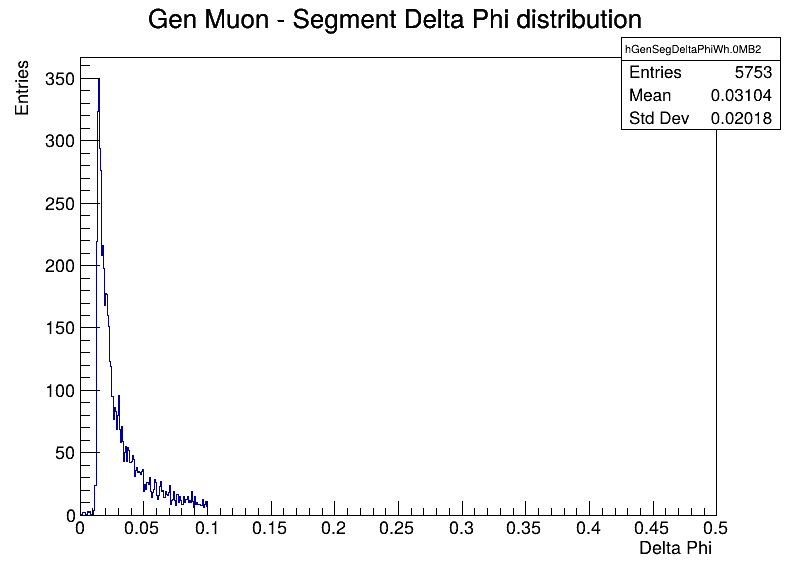 Gen Muon - Segment Delta Phi distribution
hGenSegDeltaPhiWh.0MB2
Entries 5753
Mean 0.03104
Std Dev 0.02018
Entries
350
300
250
200
150
100
50
0
0 0.05 0.1 0.15 0.2 0.25 0.3 0.35 0.4 0.45 0.5
Delta Phi